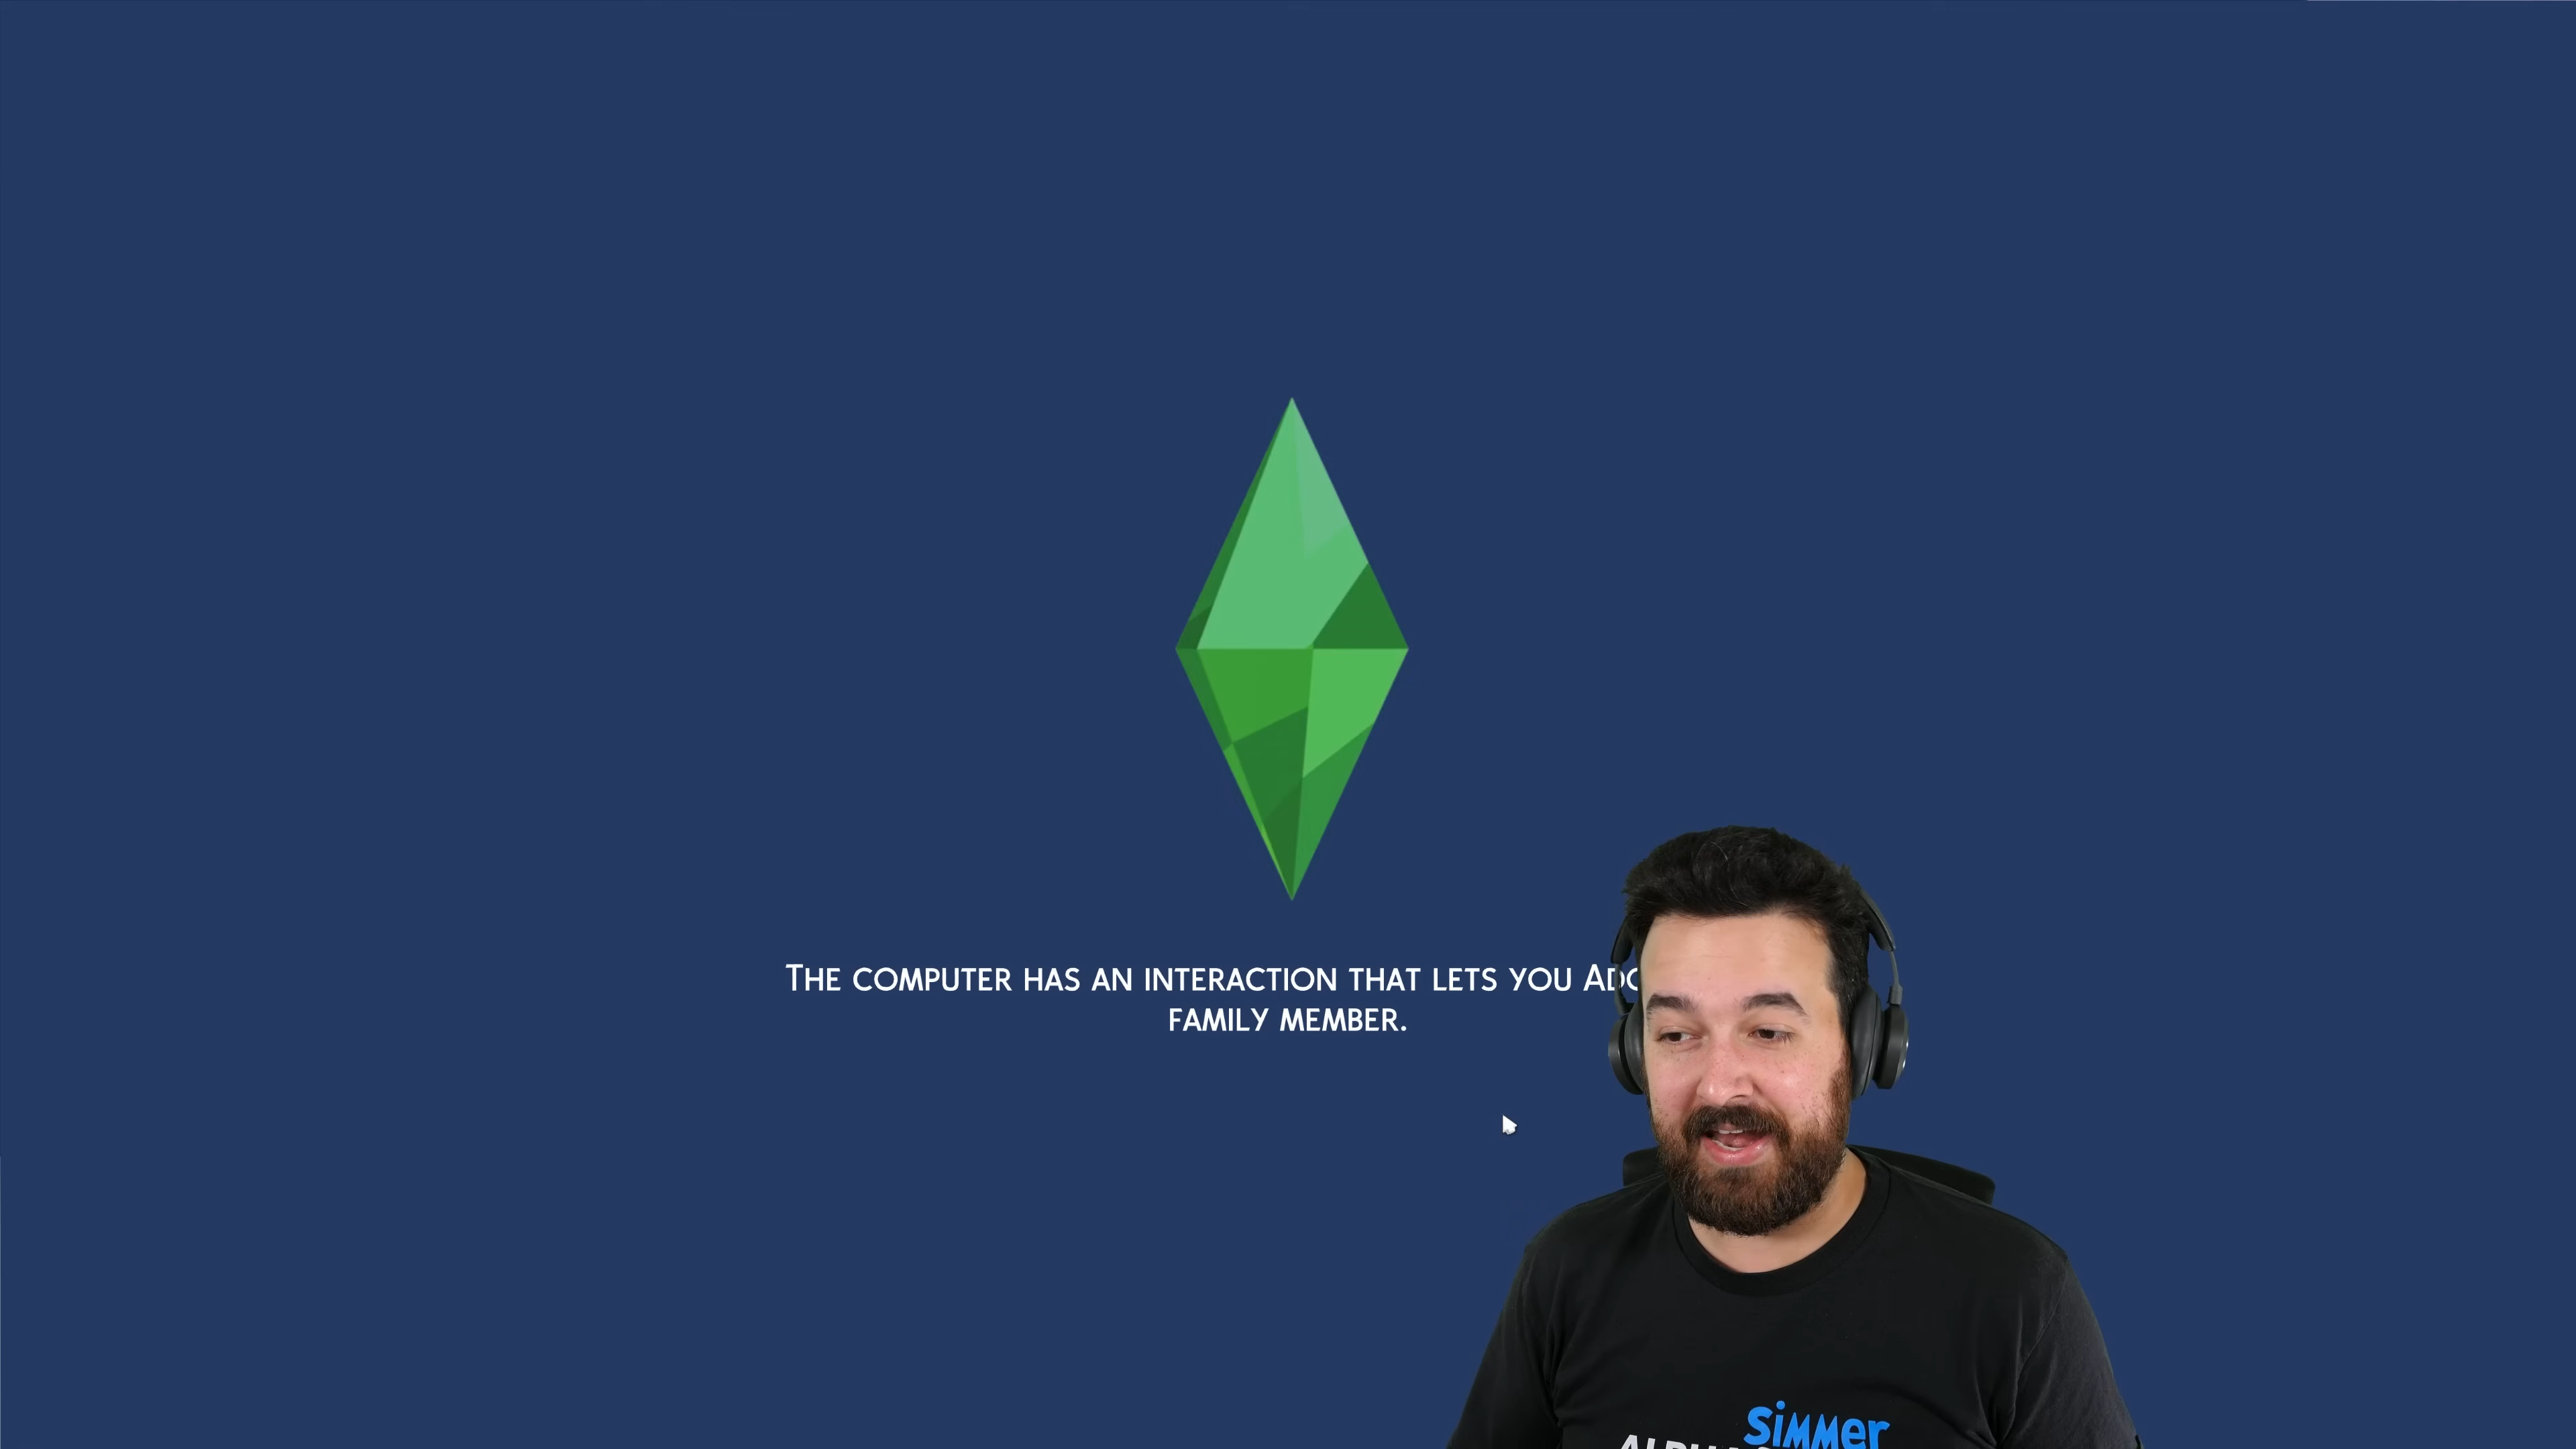 The computer has an interaction that lets you
family member.
Simmer